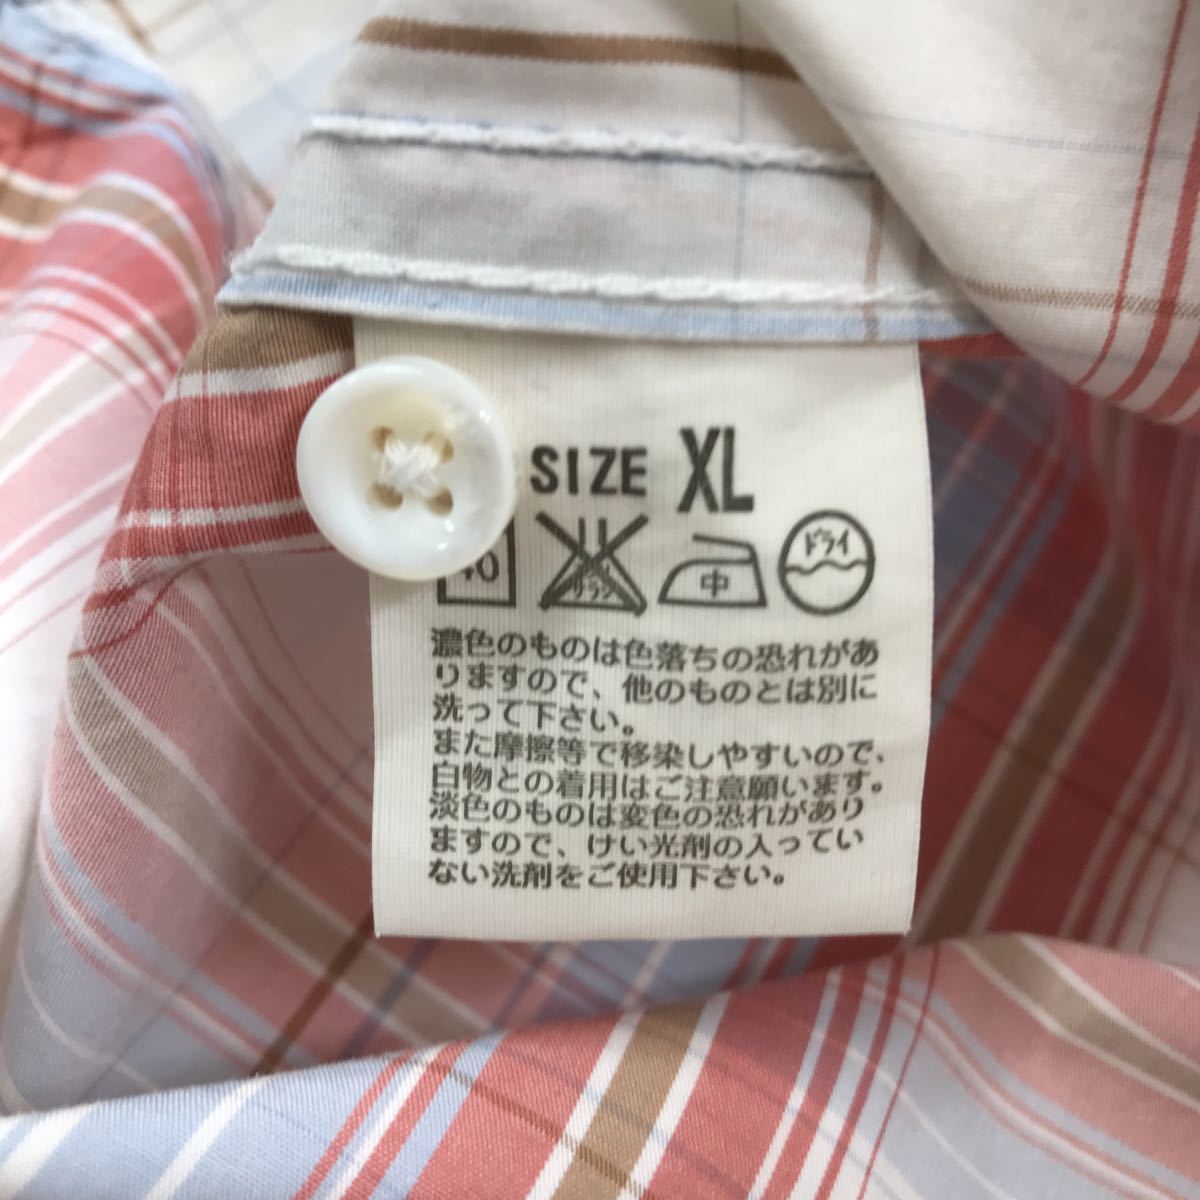 SIZE XL
40 中 ドライ
濃色のものは色落ちの恐れがあ
りますので、他のものとは別に
洗って下さい。
また摩擦等で移染しやすいので、
白物との着用はご注意願います。
淡色のものは変色の恐れがあり
ますので、けい光剤の入ってい
ない洗剤をご使用下さい。